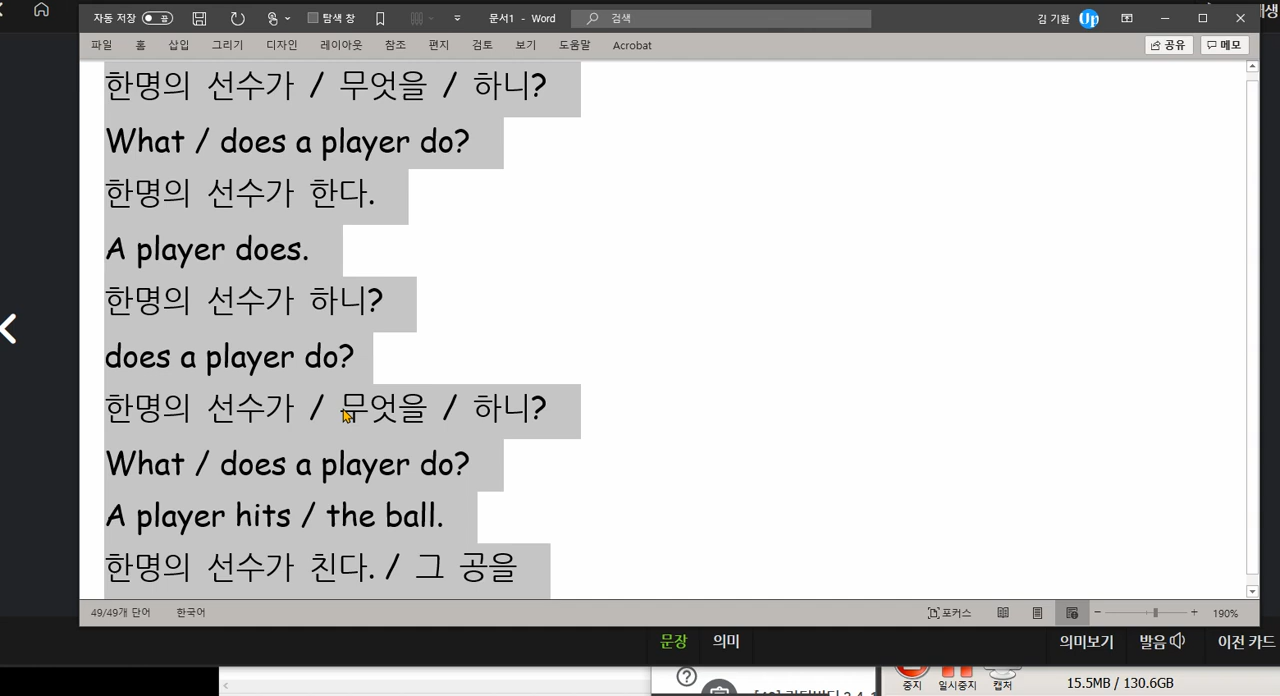 자동 저장 끔 탐색 창 문서1 - Word 검색 김 기환 Up
파일 홈 삽입 그리기 디자인 레이아웃 참조 편지 검토 보기 도움말 Acrobat 공유 메모
한명의 선수가 / 무엇을 / 하니?
What / does a player do?
한명의 선수가 한다.
A player does.
한명의 선수가 하니?
does a player do?
한명의 선수가 / 무엇을 / 하니?
What / does a player do?
A player hits / the ball.
한명의 선수가 친다. / 그 공을
49/49개 단어 한국어 포커스 190%
문장 의미 의미보기 발음 이전 카드
중지 일시중지 캡처 15.5MB / 130.6GB